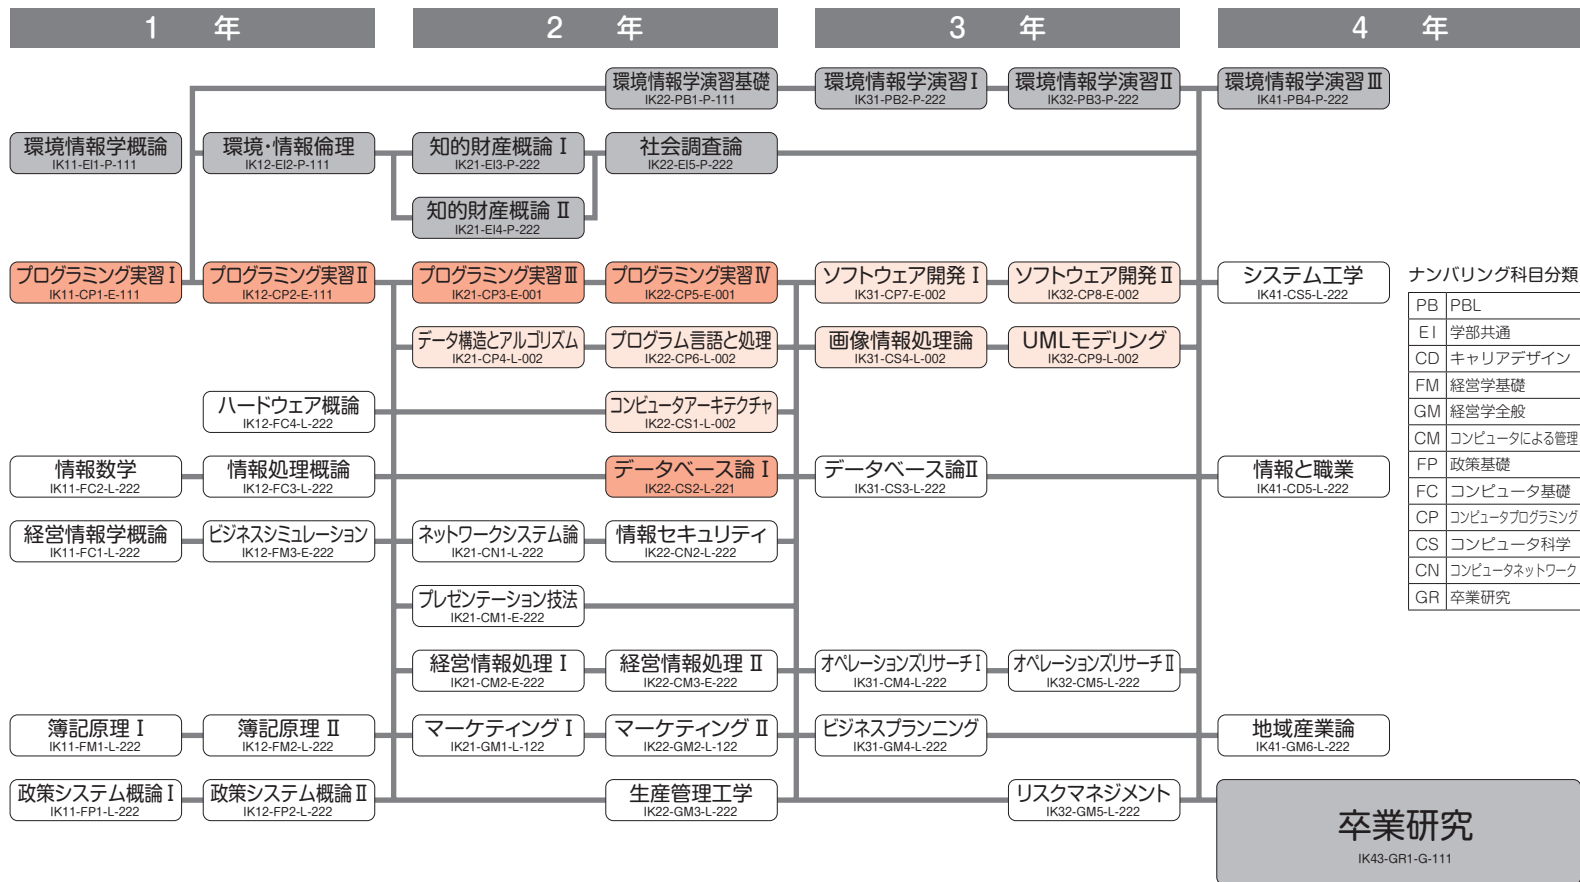 1 年
2 年
3 年
4 年
環境情報学演習基礎
IK22-PB1-P-111
環境情報学演習Ⅰ
IK31-PB2-P-222
環境情報学演習Ⅱ
IK32-PB3-P-222
環境情報学演習Ⅲ
IK41-PB4-P-222
環境情報学概論
IK11-EI1-P-111
環境・情報倫理
IK12-EI2-P-111
知的財産概論 Ⅰ
IK21-EI3-P-222
社会調査論
IK22-EI5-P-222
知的財産概論 Ⅱ
IK21-EI4-P-222
プログラミング実習Ⅰ
IK11-CP1-E-111
プログラミング実習Ⅱ
IK12-CP2-E-111
プログラミング実習Ⅲ
IK21-CP3-E-001
プログラミング実習Ⅳ
IK22-CP5-E-001
ソフトウェア開発 Ⅰ
IK31-CP7-E-002
ソフトウェア開発 Ⅱ
IK32-CP8-E-002
システム工学
IK41-CS5-L-222
データ構造とアルゴリズム
IK21-CP4-L-002
プログラム言語と処理
IK22-CP6-L-002
画像情報処理論
IK31-CS4-L-002
UMLモデリング
IK32-CP9-L-002
ハードウェア概論
IK12-FC4-L-222
コンピュータアーキテクチャ
IK22-CS1-L-002
情報数学
IK11-FC2-L-222
情報処理概論
IK12-FC3-L-222
データベース論 Ⅰ
IK22-CS2-L-221
データベース論Ⅱ
IK31-CS3-L-222
情報と職業
IK41-CD5-L-222
経営情報学概論
IK11-FC1-L-222
ビジネスシミュレーション
IK12-FM3-E-222
ネットワークシステム論
IK21-CN1-L-222
情報セキュリティ
IK22-CN2-L-222
プレゼンテーション技法
IK21-CM1-E-222
経営情報処理 Ⅰ
IK21-CM2-E-222
経営情報処理 Ⅱ
IK22-CM3-E-222
オペレーションズリサーチⅠ
IK31-CM4-L-222
オペレーションズリサーチⅡ
IK32-CM5-L-222
簿記原理 Ⅰ
IK11-FM1-L-222
簿記原理 Ⅱ
IK12-FM2-L-222
マーケティング Ⅰ
IK21-GM1-L-122
マーケティング Ⅱ
IK22-GM2-L-122
ビジネスプランニング
IK31-GM4-L-222
地域産業論
IK41-GM6-L-222
政策システム概論Ⅰ
IK11-FP1-L-222
政策システム概論Ⅱ
IK12-FP2-L-222
生産管理工学
IK22-GM3-L-222
リスクマネジメント
IK32-GM5-L-222
卒業研究
IK43-GR1-G-111
ナンバリング科目分類
PB PBL
EI 学部共通
CD キャリアデザイン
FM 経営学基礎
GM 経営学全般
CM コンピュータによる管理
FP 政策基礎
FC コンピュータ基礎
CP コンピュータプログラミング
CS コンピュータ科学
CN コンピュータネットワーク
GR 卒業研究